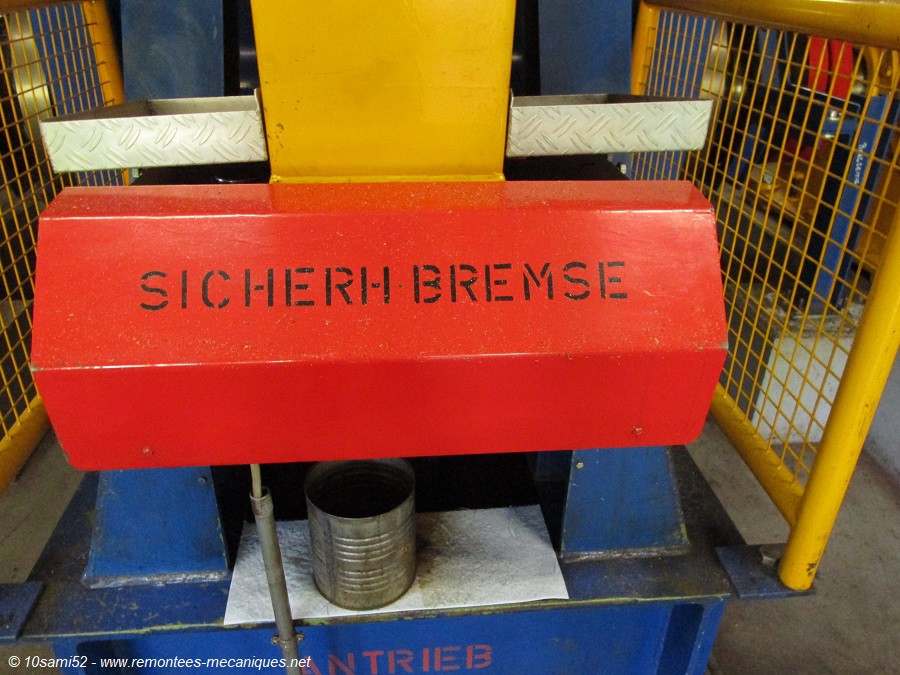 SICHERH·BREMSE
ANTRIEB
© 10sami52 - www.remontees-mecaniques.net